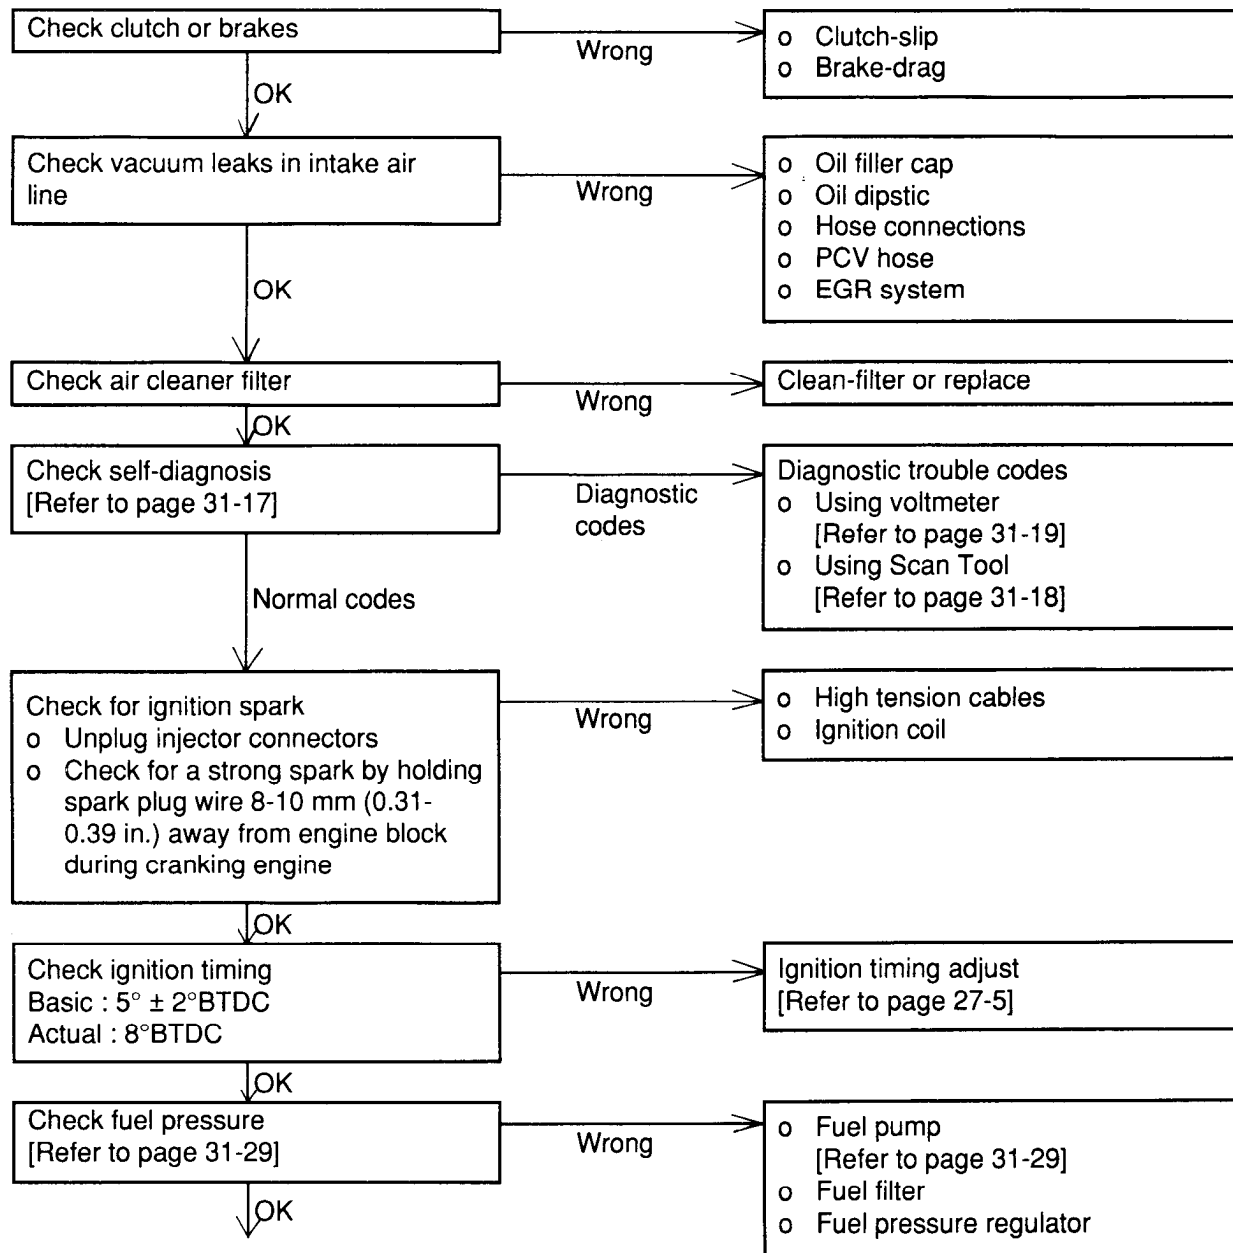 Check clutch or brakes
Wrong
o Clutch-slip
o Brake-drag
OK
Check vacuum leaks in intake air
line
Wrong
o Oil filler cap
o Oil dipstic
o Hose connections
o PCV hose
o EGR system
OK
Check air cleaner filter
Wrong
Clean-filter or replace
OK
Check self-diagnosis
[Refer to page 31-17]
Diagnostic
codes
Diagnostic trouble codes
o Using voltmeter
[Refer to page 31-19]
o Using Scan Tool
[Refer to page 31-18]
Normal codes
Check for ignition spark
o Unplug injector connectors
o Check for a strong spark by holding
spark plug wire 8-10 mm (0.31-
0.39 in.) away from engine block
during cranking engine
Wrong
o High tension cables
o Ignition coil
OK
Check ignition timing
Basic : 5° ± 2°BTDC
Actual : 8°BTDC
Wrong
Ignition timing adjust
[Refer to page 27-5]
OK
Check fuel pressure
[Refer to page 31-29]
Wrong
o Fuel pump
[Refer to page 31-29]
o Fuel filter
o Fuel pressure regulator
OK